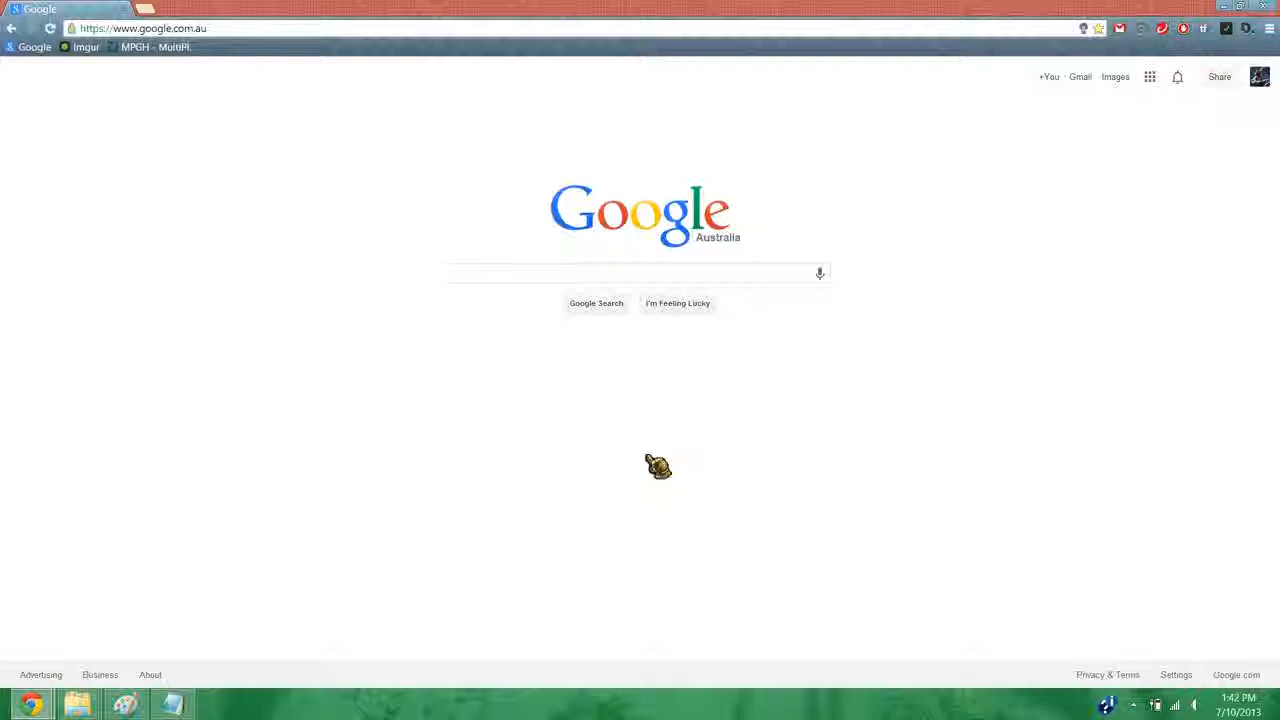 Google
https://www.google.com.au
Google Imgur MPGH - MultiPl.
+You Gmail Images Share
Google
Australia
Google Search I'm Feeling Lucky
Advertising Business About Privacy & Terms Settings Google.com
1:42 PM
7/10/2013